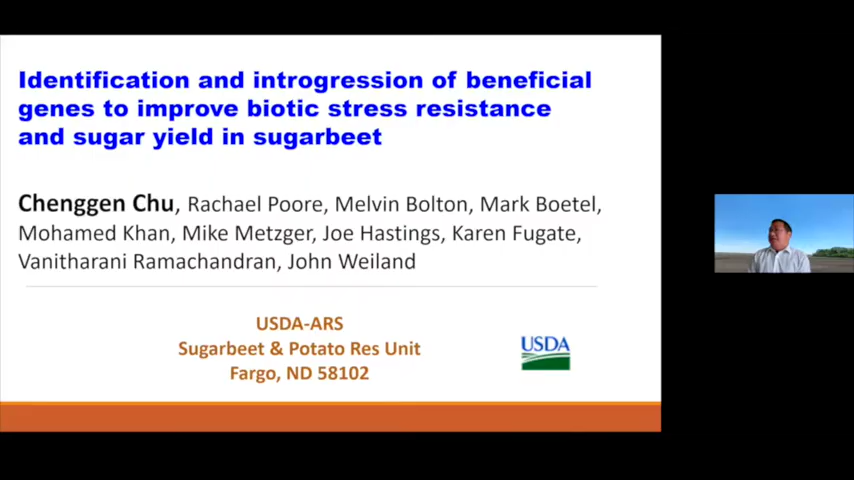 Identification and introgression of beneficial
genes to improve biotic stress resistance
and sugar yield in sugarbeet
Chenggen Chu, Rachael Poore, Melvin Bolton, Mark Boetel,
Mohamed Khan, Mike Metzger, Joe Hastings, Karen Fugate,
Vanitharani Ramachandran, John Weiland
USDA-ARS
Sugarbeet & Potato Res Unit
Fargo, ND 58102
USDA